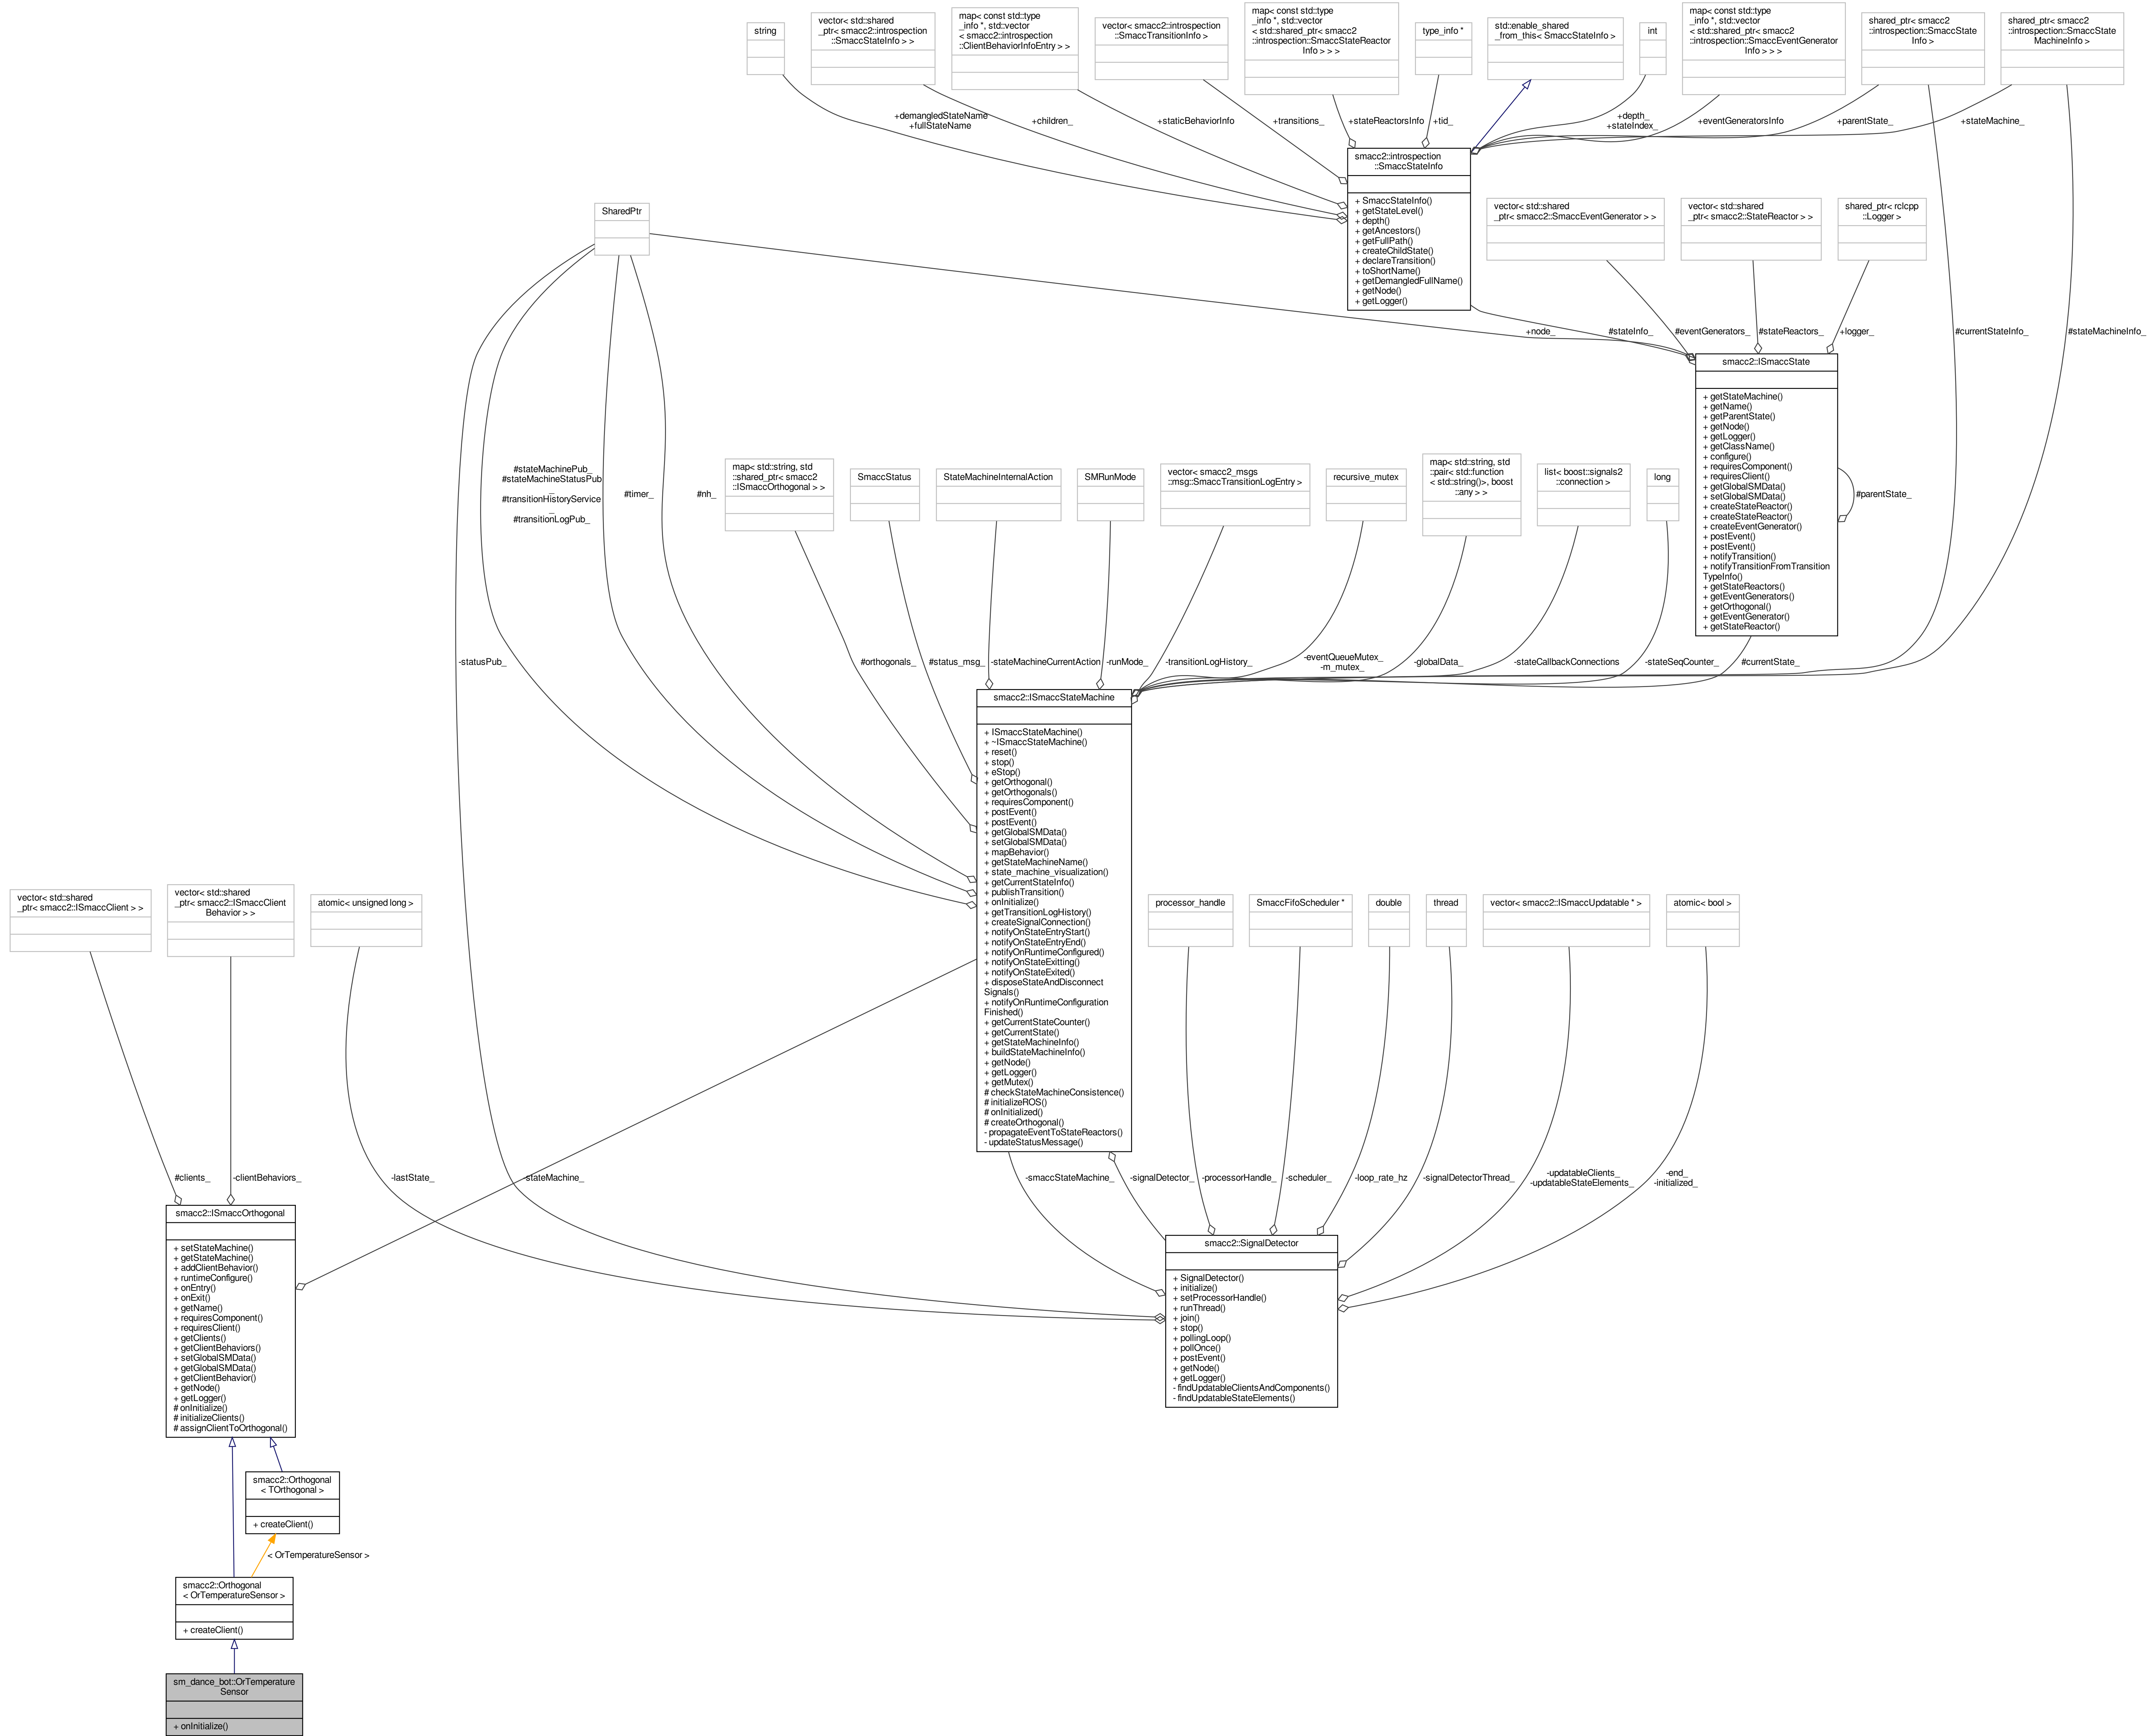 string
vector< std::shared
_ptr< smacc2::introspection
::SmaccStateInfo > >
map< const std::type
_info *, std::vector
< smacc2::introspection
::ClientBehaviorInfoEntry > >
vector< smacc2::introspection
::SmaccTransitionInfo >
map< const std::type
_info *, std::vector
< std::shared_ptr< smacc2
::introspection::SmaccStateReactor
Info > > >
type_info *
std::enable_shared
_from_this< SmaccStateInfo >
int
map< const std::type
_info *, std::vector
< std::shared_ptr< smacc2
::introspection::SmaccEventGenerator
Info > > >
shared_ptr< smacc2
::introspection::SmaccState
Info >
shared_ptr< smacc2
::introspection::SmaccState
MachineInfo >
+demangledStateName
+fullStateName
+children_
+staticBehaviorInfo
+transitions_
+stateReactorsInfo
+tid_
+depth_
+stateIndex_
+eventGeneratorsInfo
+parentState_
+stateMachine_
smacc2::introspection
::SmaccStateInfo
+ SmaccStateInfo()
+ getStateLevel()
+ depth()
+ getAncestors()
+ getFullPath()
+ createChildState()
+ declareTransition()
+ toShortName()
+ getDemangledFullName()
+ getNode()
+ getLogger()
SharedPtr
vector< std::shared
_ptr< smacc2::SmaccEventGenerator > >
vector< std::shared
_ptr< smacc2::StateReactor > >
shared_ptr< rclcpp
::Logger >
+node_
#stateInfo_
#eventGenerators_
#stateReactors_
+logger_
#currentStateInfo_
#stateMachineInfo_
smacc2::ISmaccState
+ getStateMachine()
+ getName()
+ getParentState()
+ getNode()
+ getLogger()
+ getClassName()
+ configure()
+ requiresComponent()
+ requiresClient()
+ getGlobalSMData()
+ setGlobalSMData()
+ createStateReactor()
+ createStateReactor()
+ createEventGenerator()
+ postEvent()
+ postEvent()
+ notifyTransition()
+ notifyTransitionFromTransition
TypeInfo()
+ getStateReactors()
+ getEventGenerators()
+ getOrthogonal()
+ getEventGenerator()
+ getStateReactor()
#parentState_
#stateMachinePub_
#stateMachineStatusPub
_
#transitionHistoryService
_
#transitionLogPub_
#timer_
#nh_
map< std::string, std
::shared_ptr< smacc2
::ISmaccOrthogonal > >
SmaccStatus
StateMachineInternalAction
SMRunMode
vector< smacc2_msgs
::msg::SmaccTransitionLogEntry >
recursive_mutex
map< std::string, std
::pair< std::function
< std::string()>, boost
::any > >
list< boost::signals2
::connection >
long
-statusPub_
#orthogonals_
#status_msg_
-stateMachineCurrentAction
-runMode_
-transitionLogHistory_
-eventQueueMutex_
-m_mutex_
-globalData_
-stateCallbackConnections
-stateSeqCounter_
#currentState_
smacc2::ISmaccStateMachine
+ ISmaccStateMachine()
+ ~ISmaccStateMachine()
+ reset()
+ stop()
+ eStop()
+ getOrthogonal()
+ getOrthogonals()
+ requiresComponent()
+ postEvent()
+ postEvent()
+ getGlobalSMData()
+ setGlobalSMData()
+ mapBehavior()
+ getStateMachineName()
+ state_machine_visualization()
+ getCurrentStateInfo()
+ publishTransition()
+ onInitialize()
+ getTransitionLogHistory()
+ createSignalConnection()
+ notifyOnStateEntryStart()
+ notifyOnStateEntryEnd()
+ notifyOnRuntimeConfigured()
+ notifyOnStateExitting()
+ notifyOnStateExited()
+ disposeStateAndDisconnect
Signals()
+ notifyOnRuntimeConfiguration
Finished()
+ getCurrentStateCounter()
+ getCurrentState()
+ getStateMachineInfo()
+ buildStateMachineInfo()
+ getNode()
+ getLogger()
+ getMutex()
# checkStateMachineConsistence()
# initializeROS()
# onInitialized()
# createOrthogonal()
- propagateEventToStateReactors()
- updateStatusMessage()
vector< std::shared
_ptr< smacc2::ISmaccClient > >
vector< std::shared
_ptr< smacc2::ISmaccClient
Behavior > >
atomic< unsigned long >
processor_handle
SmaccFifoScheduler *
double
thread
vector< smacc2::ISmaccUpdatable * >
atomic< bool >
#clients_
-clientBehaviors_
-lastState_
-stateMachine_
-smaccStateMachine_
-signalDetector_
-processorHandle_
-scheduler_
-loop_rate_hz
-signalDetectorThread_
-updatableClients_
-updatableStateElements_
-end_
-initialized_
smacc2::ISmaccOrthogonal
+ setStateMachine()
+ getStateMachine()
+ addClientBehavior()
+ runtimeConfigure()
+ onEntry()
+ onExit()
+ getName()
+ requiresComponent()
+ requiresClient()
+ getClients()
+ getClientBehaviors()
+ setGlobalSMData()
+ getGlobalSMData()
+ getClientBehavior()
+ getNode()
+ getLogger()
# onInitialize()
# initializeClients()
# assignClientToOrthogonal()
smacc2::SignalDetector
+ SignalDetector()
+ initialize()
+ setProcessorHandle()
+ runThread()
+ join()
+ stop()
+ pollingLoop()
+ pollOnce()
+ postEvent()
+ getNode()
+ getLogger()
- findUpdatableClientsAndComponents()
- findUpdatableStateElements()
smacc2::Orthogonal
< TOrthogonal >
+ createClient()
< OrTemperatureSensor >
smacc2::Orthogonal
< OrTemperatureSensor >
+ createClient()
sm_dance_bot::OrTemperature
Sensor
+ onInitialize()